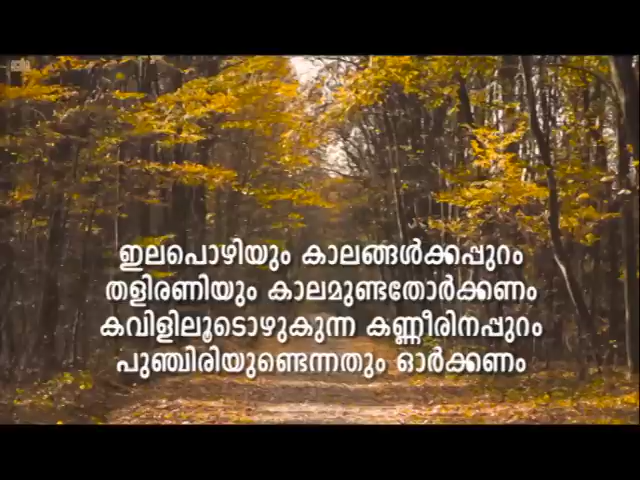 ഇലപൊഴിയും കാലങ്ങൾക്കപ്പുറം
തളിരണിയും കാലമുണ്ടതോർക്കണം
കവിളിലൂടൊഴുകുന്ന കണ്ണീരിനപ്പുറം
പുഞ്ചിരിയുണ്ടെന്നതും ഓർക്കണം